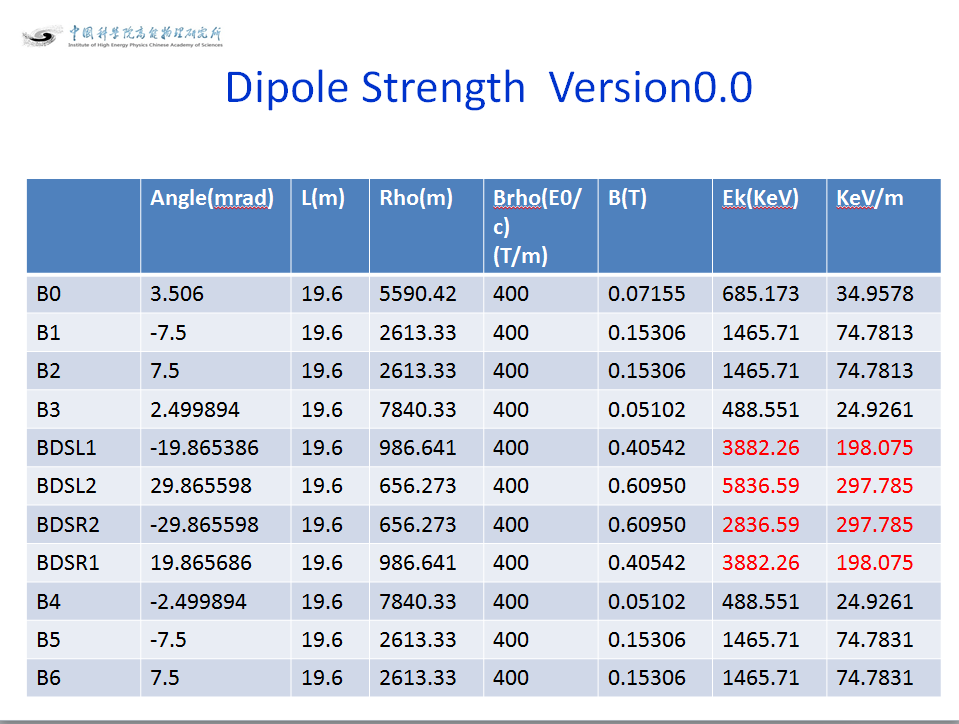 中国科学院高能物理研究所
Institute of High Energy Physics Chinese Academy of Sciences
Dipole Strength Version0.0
Angle(mrad) L(m) Rho(m) Brho(E0/ B(T) Ek(KeV) KeV/m
c)
(T/m)
B0 3.506 19.6 5590.42 400 0.07155 685.173 34.9578
B1 -7.5 19.6 2613.33 400 0.15306 1465.71 74.7813
B2 7.5 19.6 2613.33 400 0.15306 1465.71 74.7813
B3 2.499894 19.6 7840.33 400 0.05102 488.551 24.9261
BDSL1 -19.865386 19.6 986.641 400 0.40542 3882.26 198.075
BDSL2 29.865598 19.6 656.273 400 0.60950 5836.59 297.785
BDSR2 -29.865598 19.6 656.273 400 0.60950 2836.59 297.785
BDSR1 19.865686 19.6 986.641 400 0.40542 3882.26 198.075
B4 -2.499894 19.6 7840.33 400 0.05102 488.551 24.9261
B5 -7.5 19.6 2613.33 400 0.15306 1465.71 74.7831
B6 7.5 19.6 2613.33 400 0.15306 1465.71 74.7831